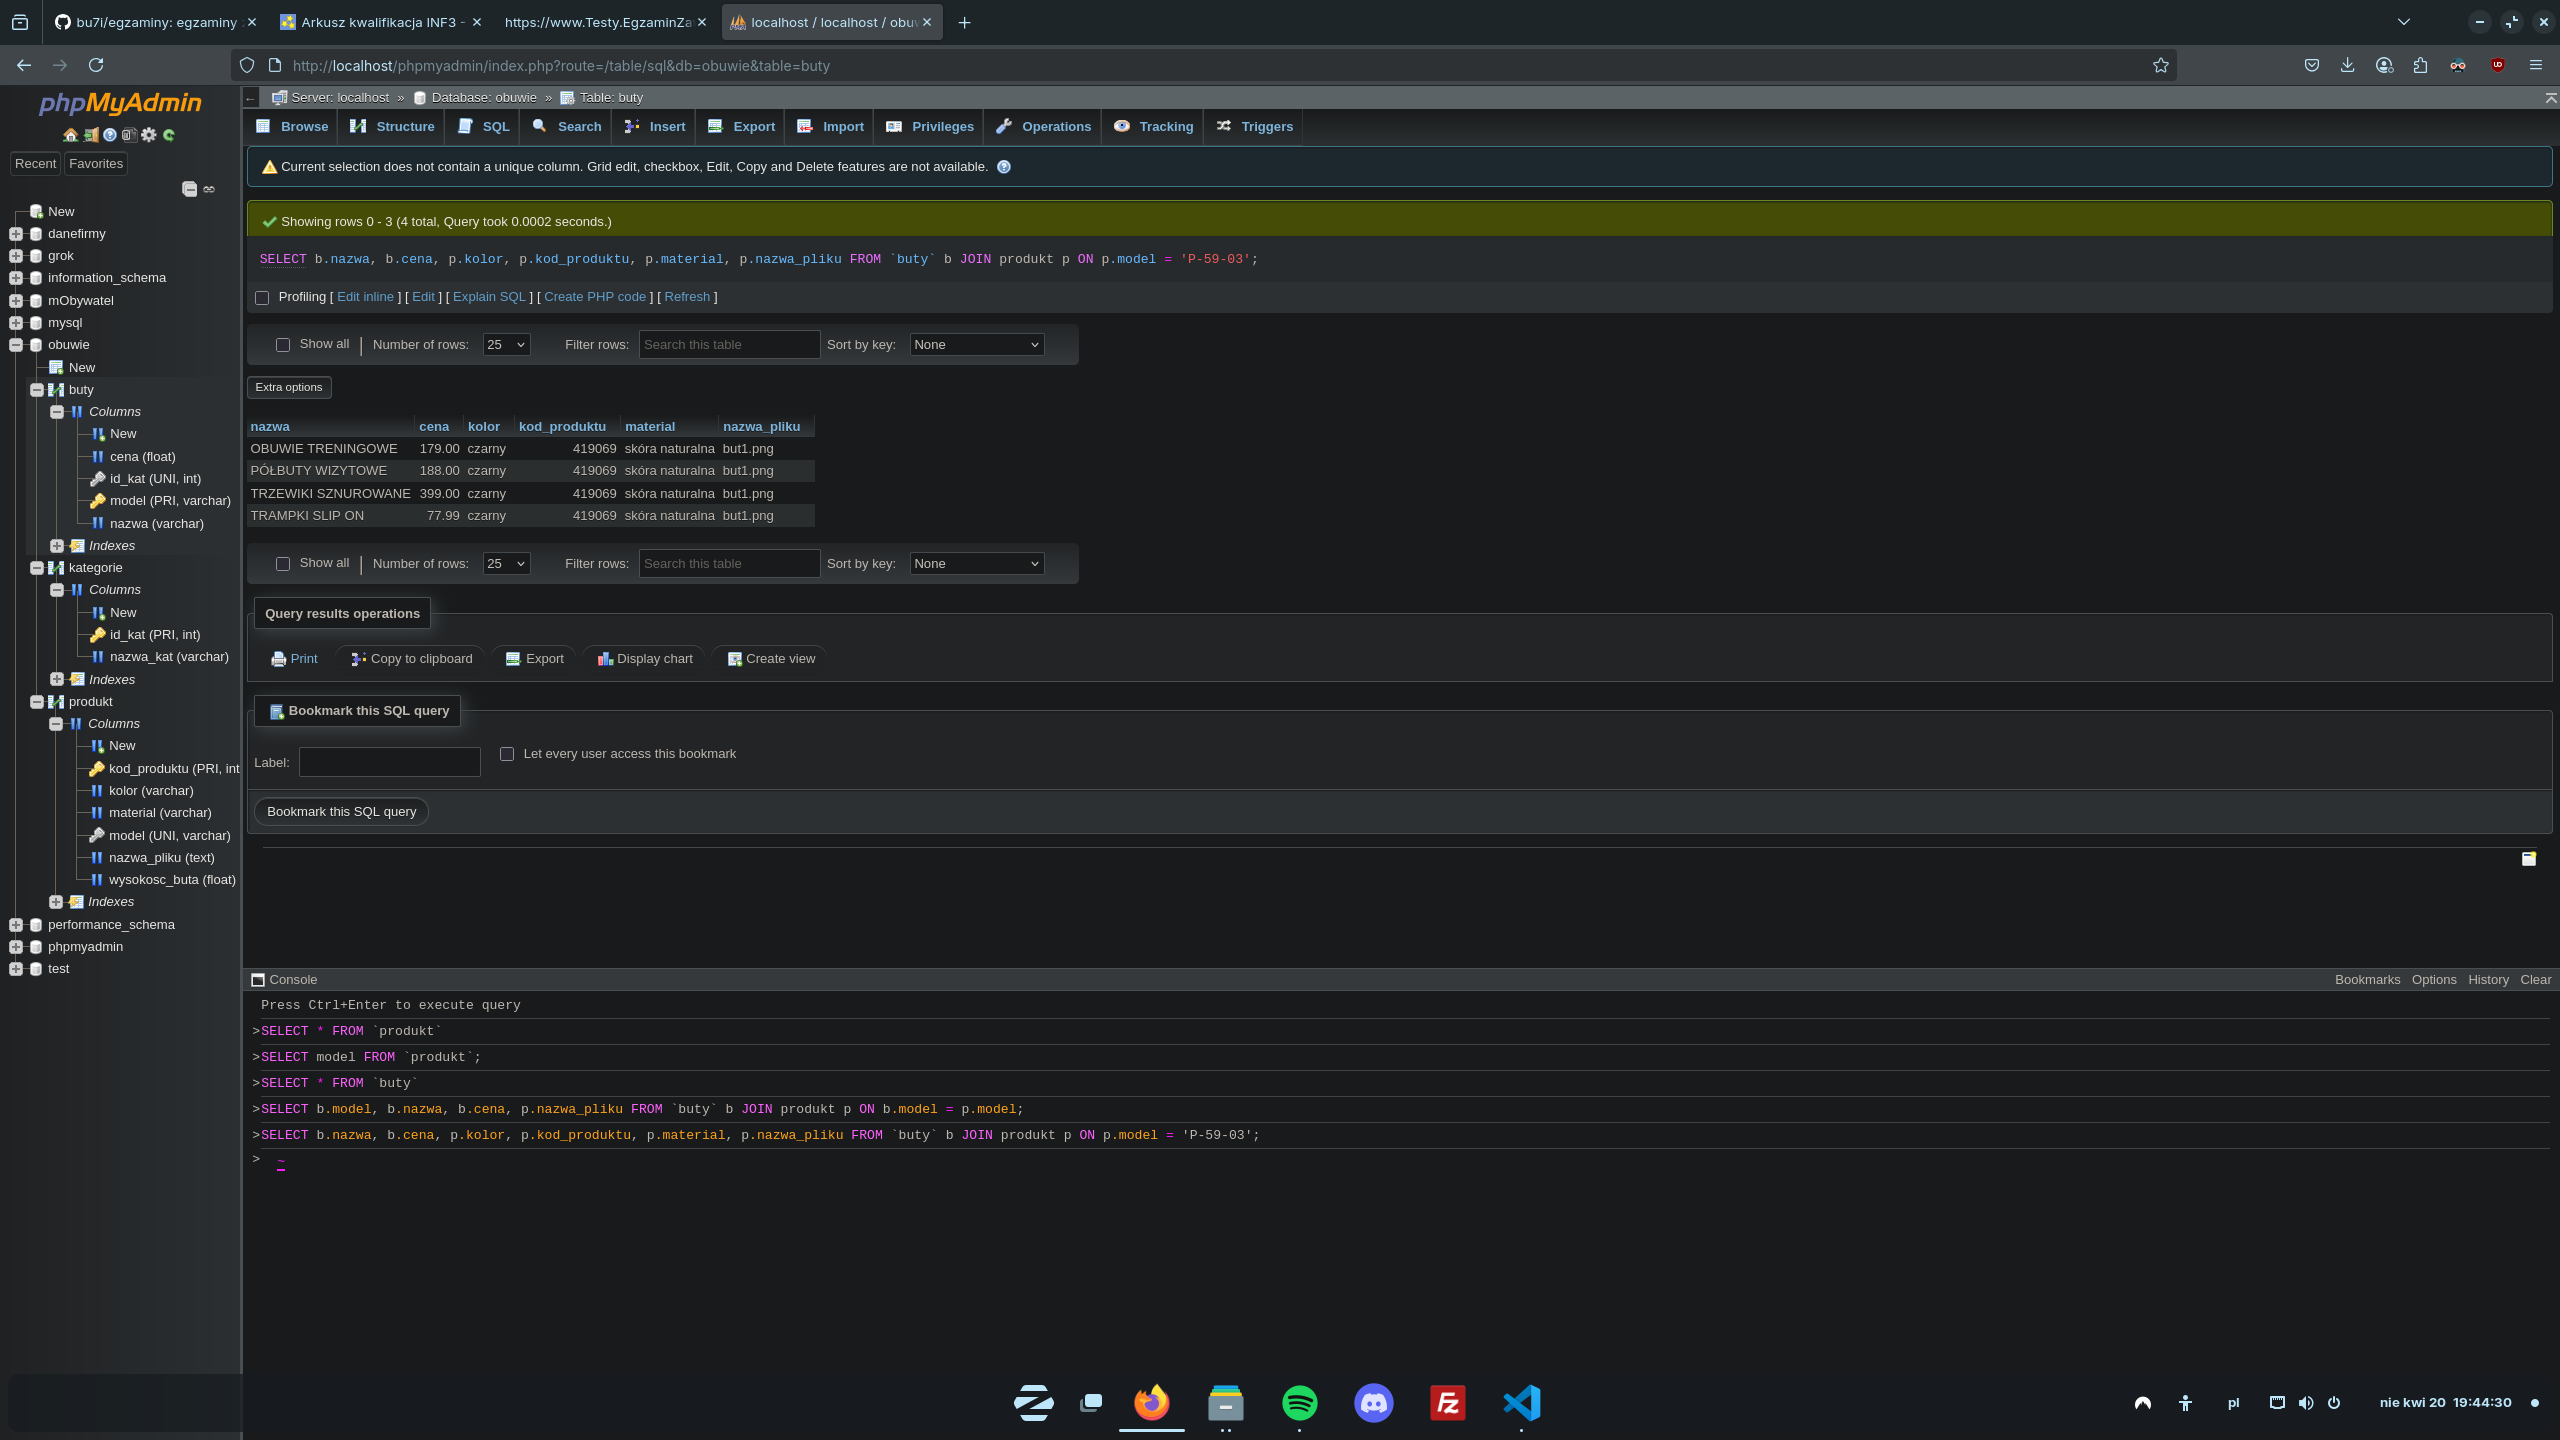 bu7i/egzaminy: egzaminy
Arkusz kwalifikacja INF3 -
https://www.Testy.EgzaminZa
localhost / localhost / obuw
http://localhost/phpmyadmin/index.php?route=/table/sql&db=obuwie&table=buty
phpMyAdmin
Recent Favorites
New
danefirmy
grok
information_schema
mObywatel
mysql
obuwie
New
buty
Columns
New
cena (float)
id_kat (UNI, int)
model (PRI, varchar)
nazwa (varchar)
Indexes
kategorie
Columns
New
id_kat (PRI, int)
nazwa_kat (varchar)
Indexes
produkt
Columns
New
kod_produktu (PRI, int
kolor (varchar)
material (varchar)
model (UNI, varchar)
nazwa_pliku (text)
wysokosc_buta (float)
Indexes
performance_schema
phpmyadmin
test
Server: localhost » Database: obuwie » Table: buty
Browse Structure SQL Search Insert Export Import Privileges Operations Tracking Triggers
Current selection does not contain a unique column. Grid edit, checkbox, Edit, Copy and Delete features are not available.
Showing rows 0 - 3 (4 total, Query took 0.0002 seconds.)
SELECT b.nazwa, b.cena, p.kolor, p.kod_produktu, p.material, p.nazwa_pliku FROM `buty` b JOIN produkt p ON p.model = 'P-59-03';
Profiling [ Edit inline ] [ Edit ] [ Explain SQL ] [ Create PHP code ] [ Refresh ]
Show all | Number of rows: 25 Filter rows: Search this table Sort by key: None
Extra options
nazwa cena kolor kod_produktu material nazwa_pliku
OBUWIE TRENINGOWE 179.00 czarny 419069 skóra naturalna but1.png
PÓŁBUTY WIZYTOWE 188.00 czarny 419069 skóra naturalna but1.png
TRZEWIKI SZNUROWANE 399.00 czarny 419069 skóra naturalna but1.png
TRAMPKI SLIP ON 77.99 czarny 419069 skóra naturalna but1.png
Show all | Number of rows: 25 Filter rows: Search this table Sort by key: None
Query results operations
Print Copy to clipboard Export Display chart Create view
Bookmark this SQL query
Label: Let every user access this bookmark
Bookmark this SQL query
Console Bookmarks Options History Clear
Press Ctrl+Enter to execute query
>SELECT * FROM `produkt`
>SELECT model FROM `produkt`;
>SELECT * FROM `buty`
>SELECT b.model, b.nazwa, b.cena, p.nazwa_pliku FROM `buty` b JOIN produkt p ON b.model = p.model;
>SELECT b.nazwa, b.cena, p.kolor, p.kod_produktu, p.material, p.nazwa_pliku FROM `buty` b JOIN produkt p ON p.model = 'P-59-03';
> ~
pl nie kwi 20 19:44:30